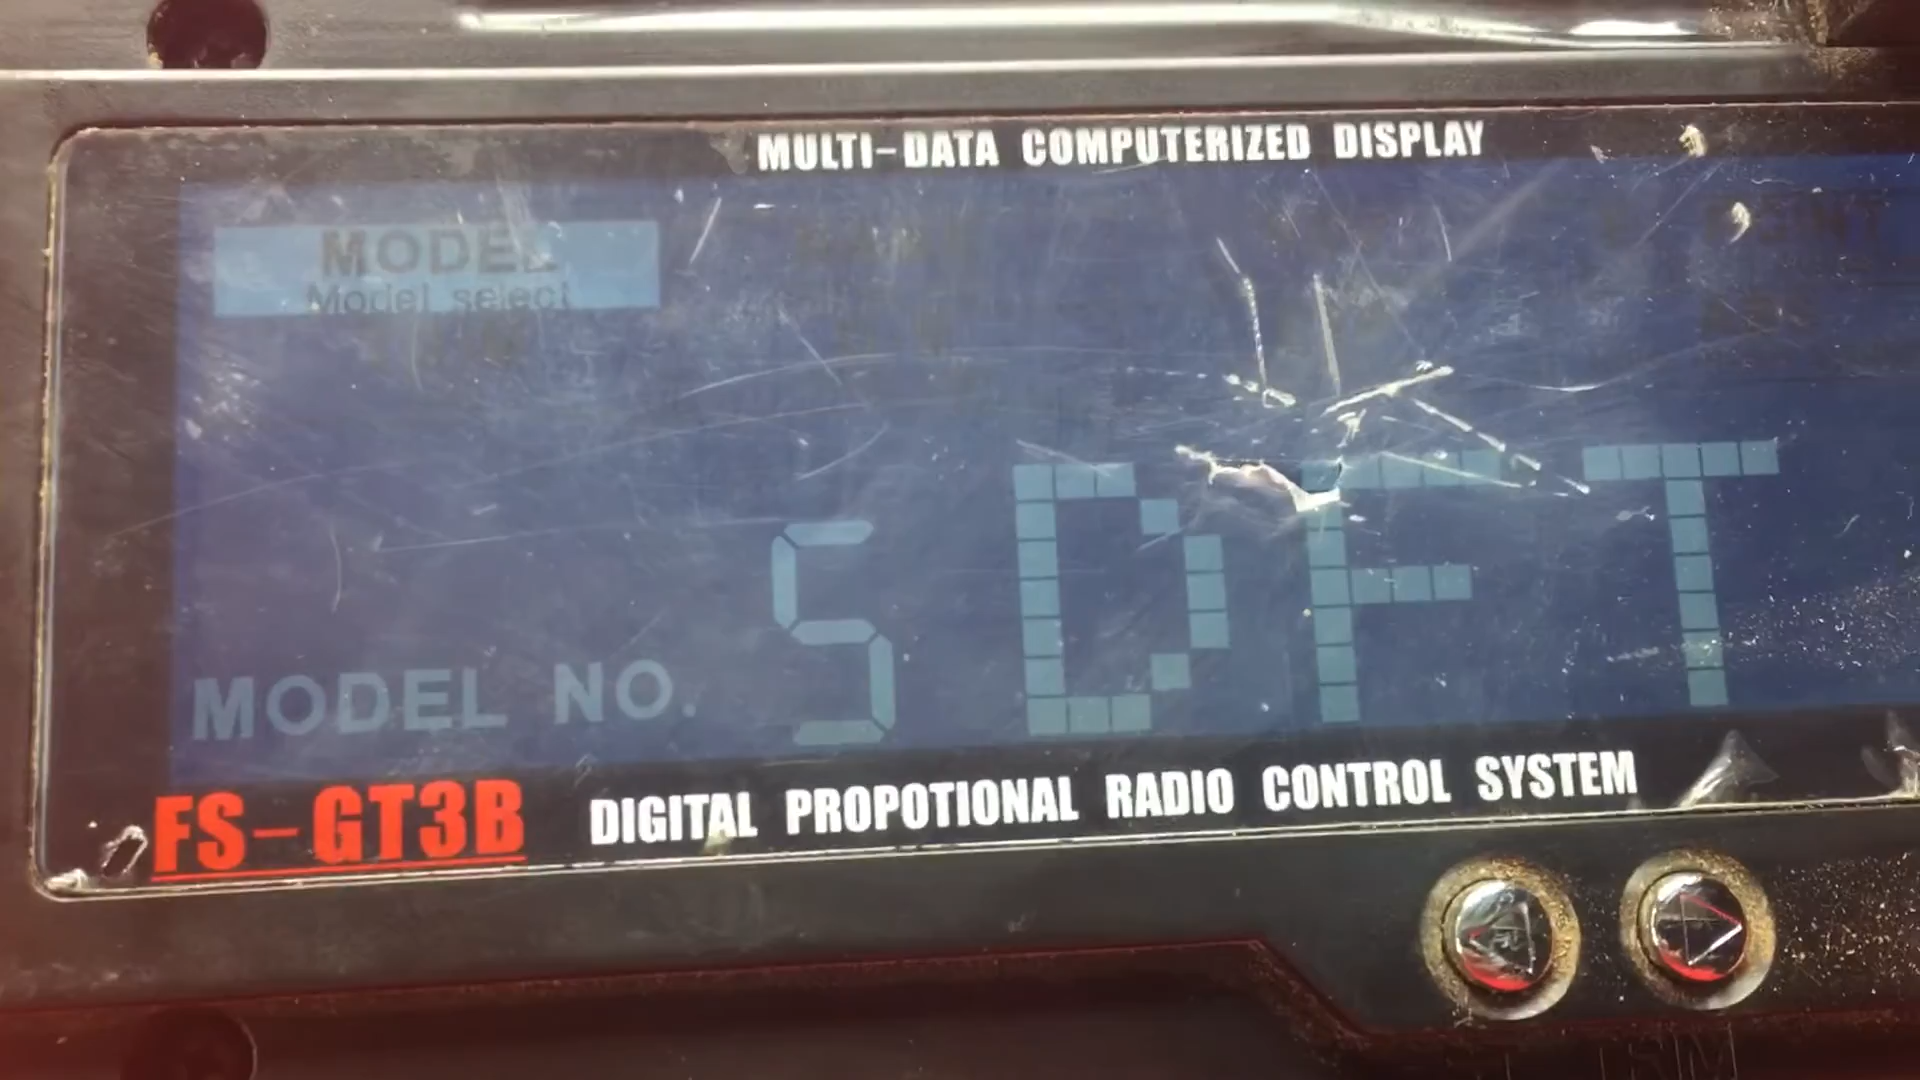 MULTI-DATA COMPUTERIZED DISPLAY
MODEL
Model select
MODEL NO. 5 DFT
FS-GT3B DIGITAL PROPOTIONAL RADIO CONTROL SYSTEM